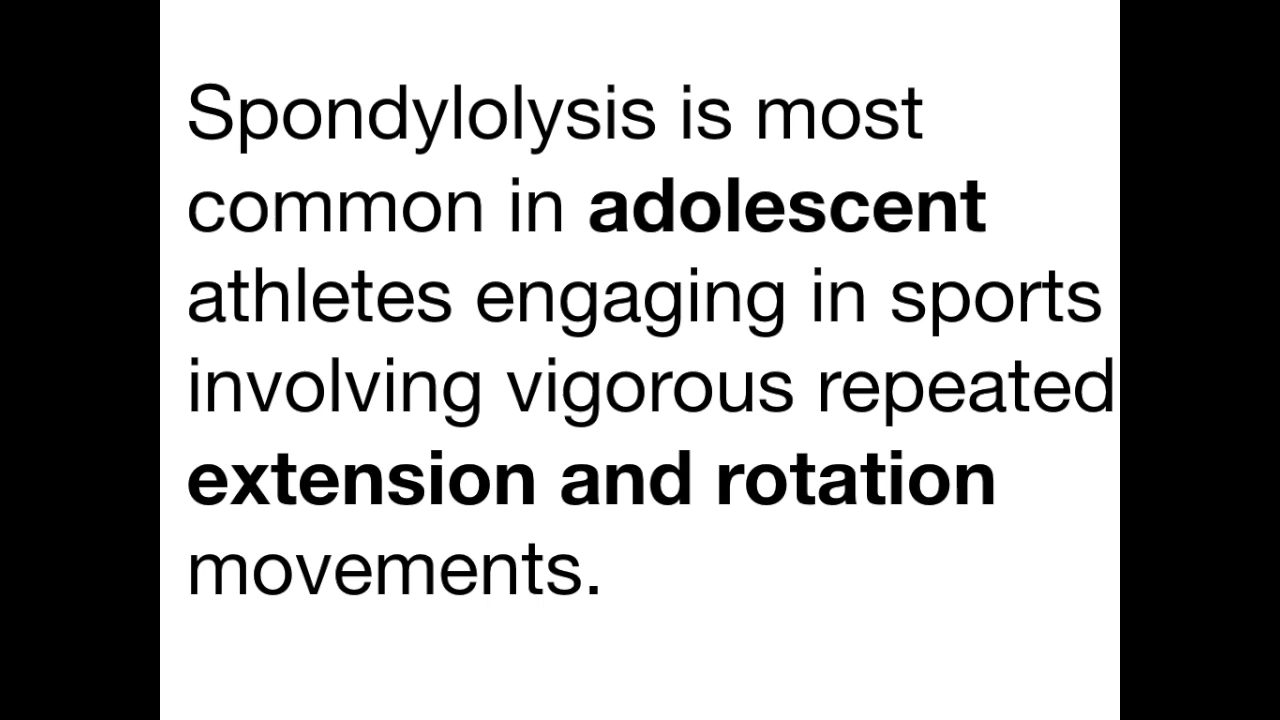 Spondylolysis is most
common in adolescent
athletes engaging in sports
involving vigorous repeated
extension and rotation
movements.